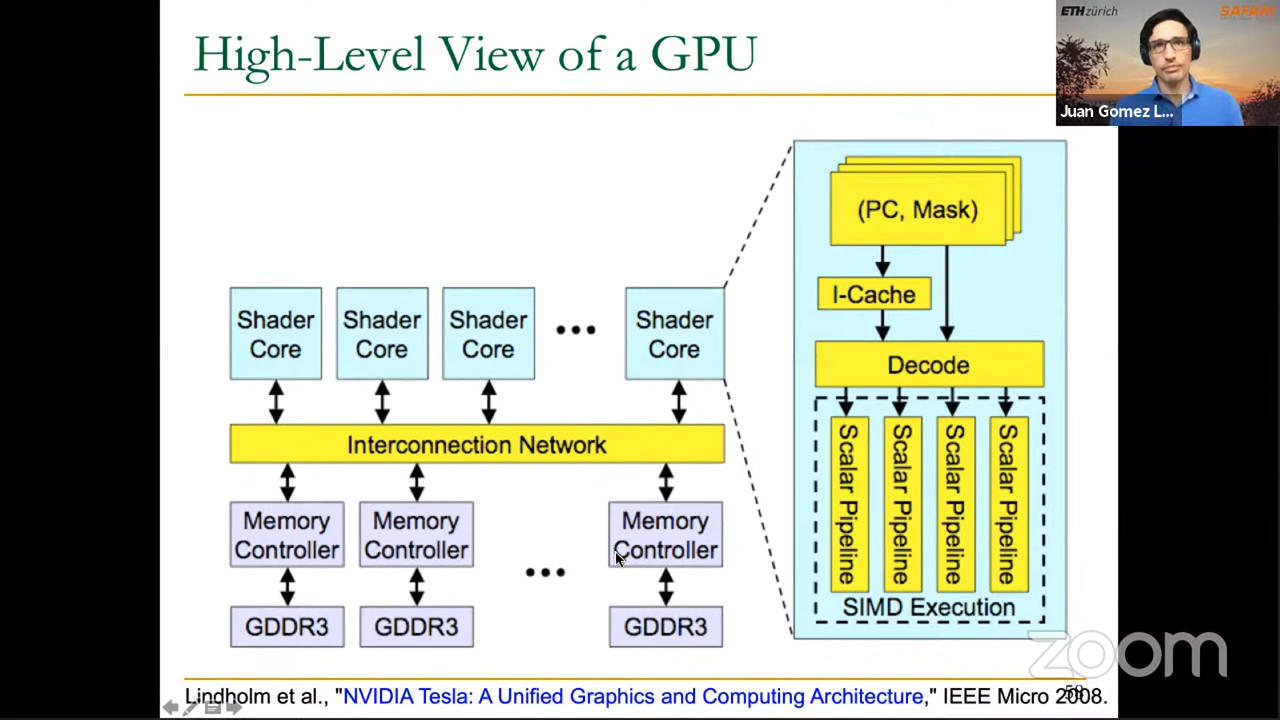 High-Level View of a GPU
ETH zürich
SAFARI
Juan Gomez L...
(PC, Mask)
I-Cache
Decode
Scalar Pipeline
Scalar Pipeline
Scalar Pipeline
Scalar Pipeline
SIMD Execution
Shader
Core
Shader
Core
Shader
Core
...
Shader
Core
Interconnection Network
Memory
Controller
Memory
Controller
...
Memory
Controller
GDDR3
GDDR3
GDDR3
zoom
Lindholm et al., "NVIDIA Tesla: A Unified Graphics and Computing Architecture," IEEE Micro 2008.